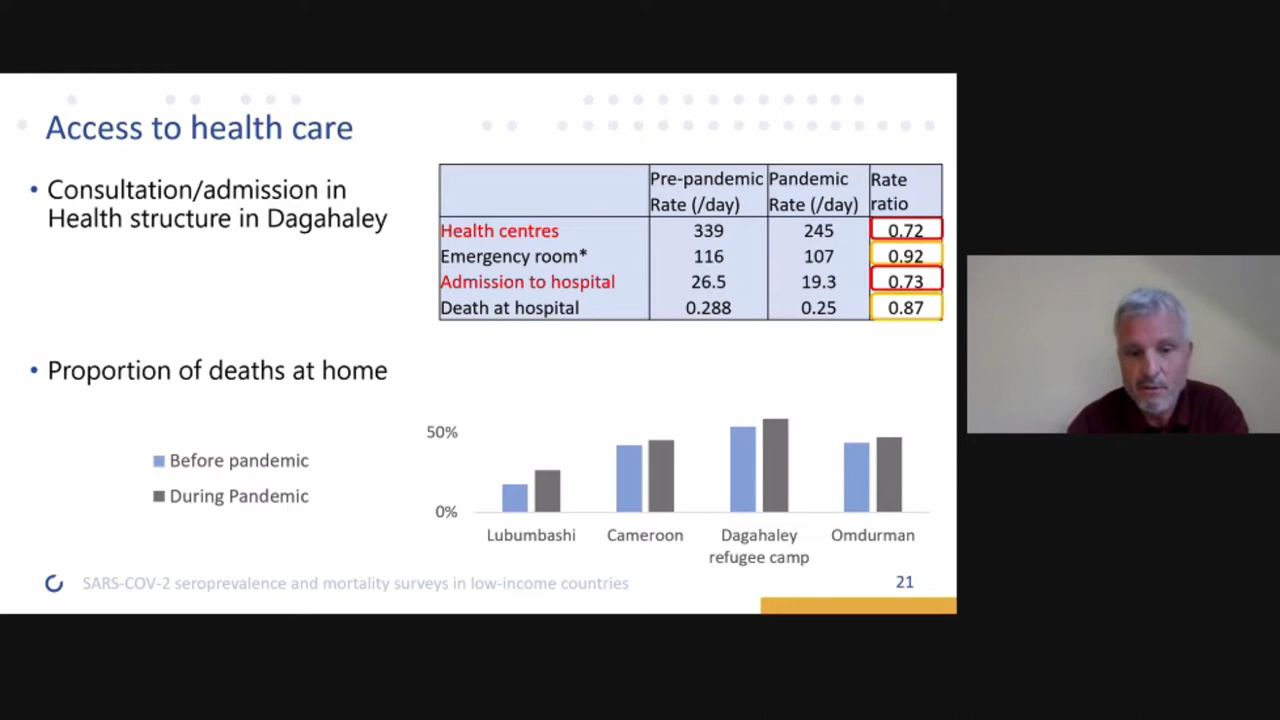 Access to health care
• Consultation/admission in
Health structure in Dagahaley
Pre-pandemic Rate (/day) Pandemic Rate (/day) Rate ratio
Health centres 339 245 0.72
Emergency room* 116 107 0.92
Admission to hospital 26.5 19.3 0.73
Death at hospital 0.288 0.25 0.87
• Proportion of deaths at home
Before pandemic
During Pandemic
50%
0%
Lubumbashi
Cameroon
Dagahaley
refugee camp
Omdurman
SARS-COV-2 seroprevalence and mortality surveys in low-income countries
21